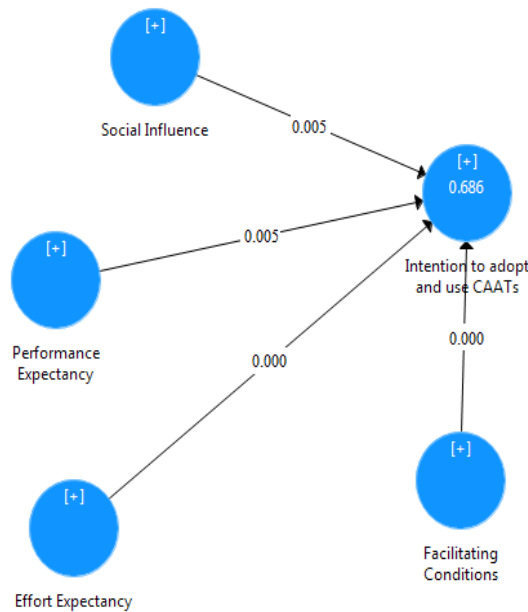 [+]
Social Influence
0.005
[+]
0.686
Intention to adopt
and use CAATs
[+]
Performance
Expectancy
0.005
0.000
0.000
[+]
Effort Expectancy
[+]
Facilitating
Conditions